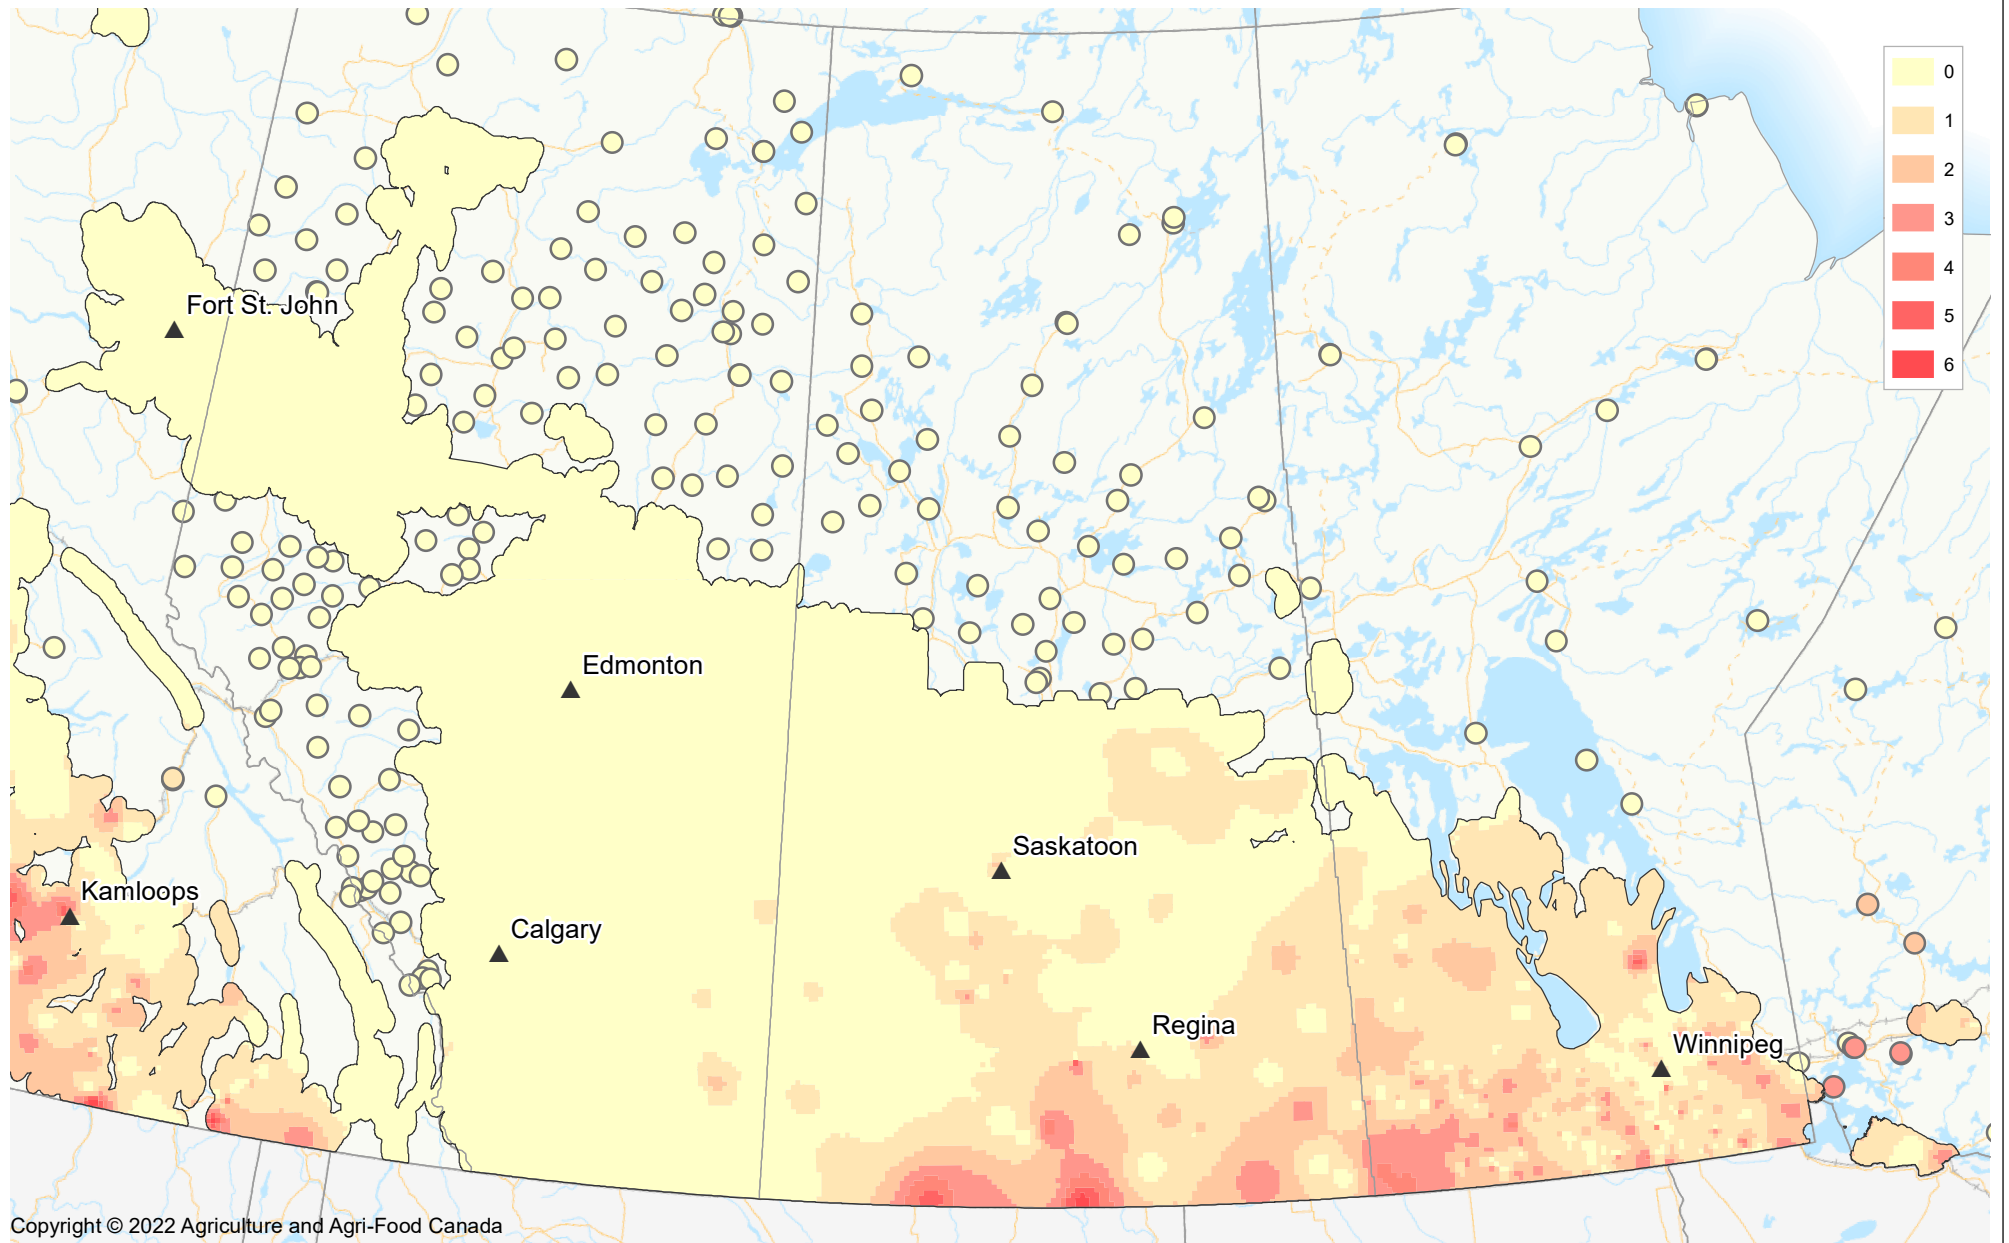 0
1
2
3
4
5
6
Fort St. John
Edmonton
Saskatoon
Kamloops
Calgary
Regina
Winnipeg
Copyright © 2022 Agriculture and Agri-Food Canada